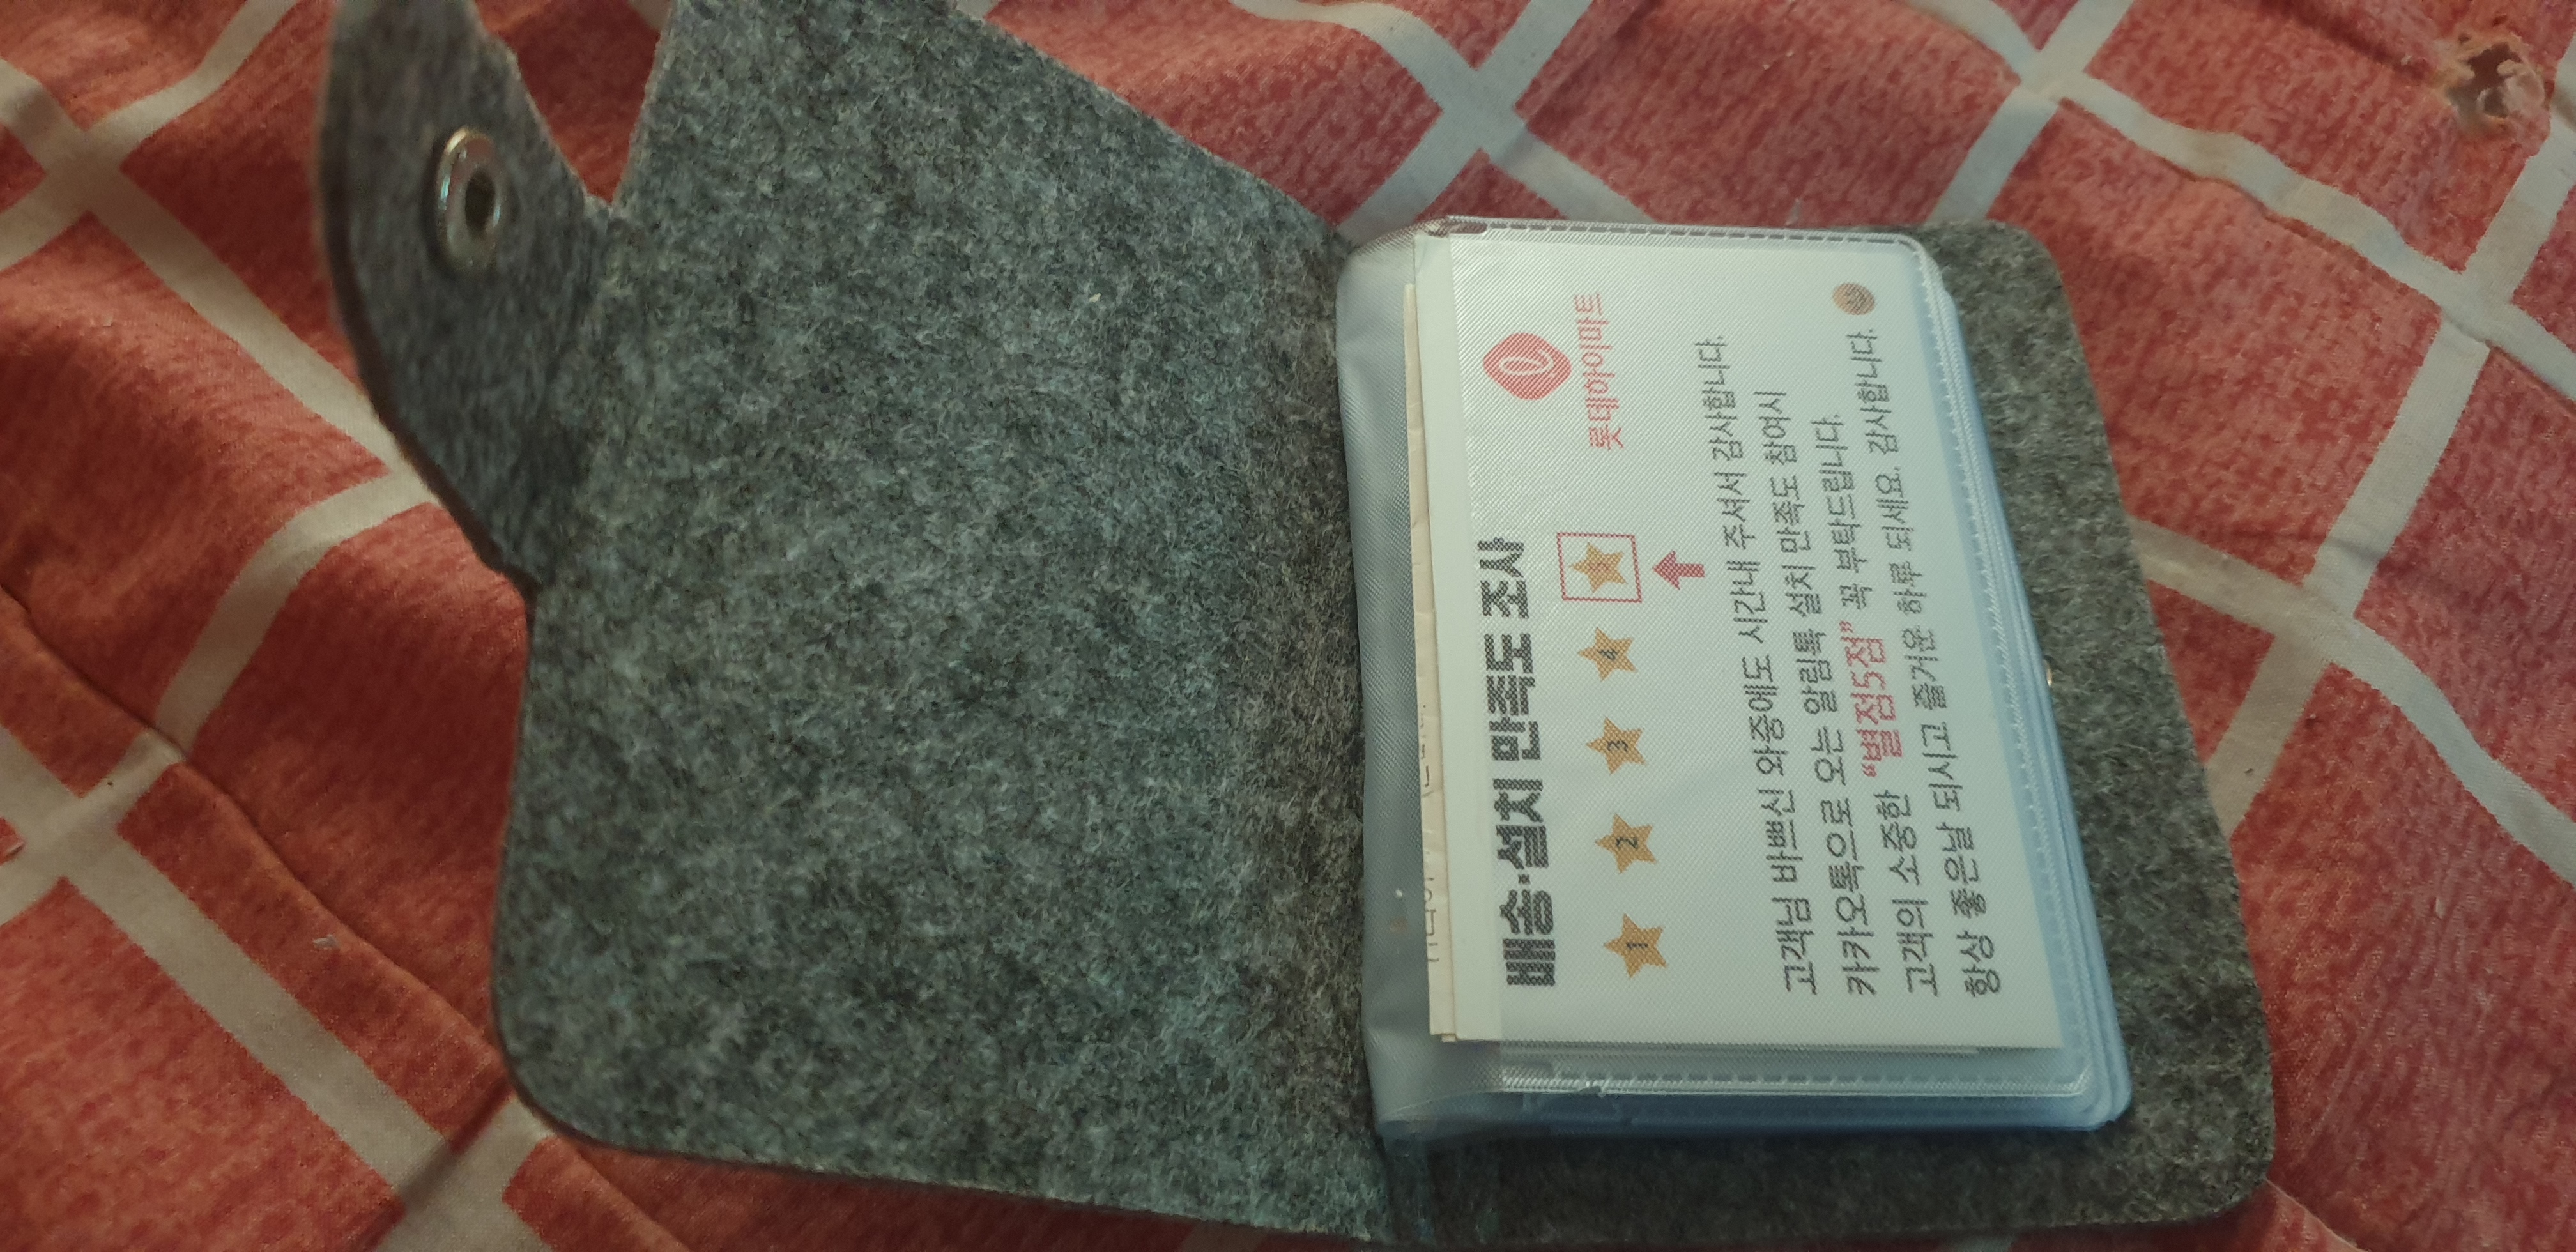 배송·설치 만족도 조사
롯데하이마트
1 2 3 4 5
고객님 바쁘신 와중에도 시간내 주셔서 감사합니다.
카카오톡으로 오는 알림톡 설치 만족도 참여시
고객의 소중한 "별점5점" 꼭 부탁드립니다.
항상 좋은날 되시고 즐거운 하루 되세요. 감사합니다.